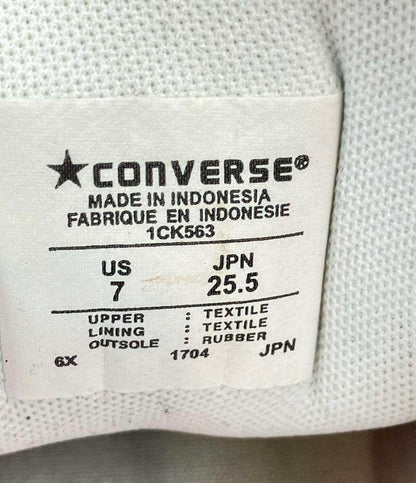 ★CONVERSE®
MADE IN INDONESIA
FABRIQUE EN INDONÉSIE
1CK563
US JPN
7 25.5
UPPER : TEXTILE
LINING : TEXTILE
OUTSOLE : RUBBER
6X 1704 JPN